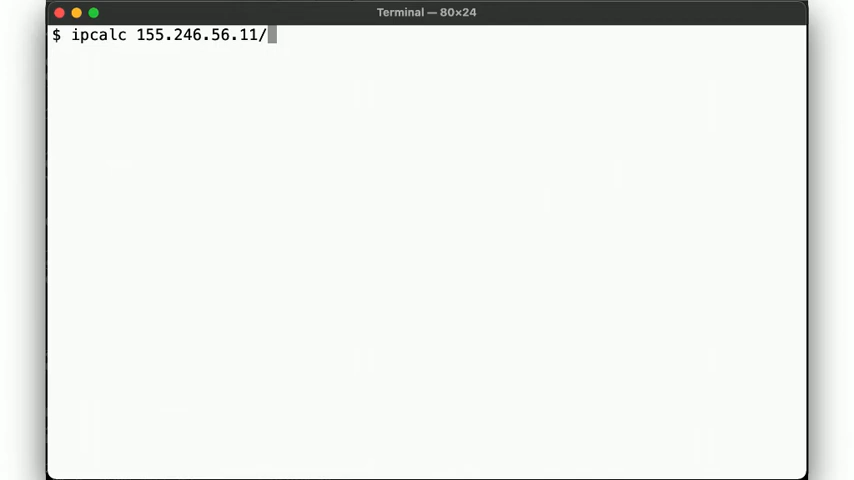 Terminal — 80×24
$ ipcalc 155.246.56.11/